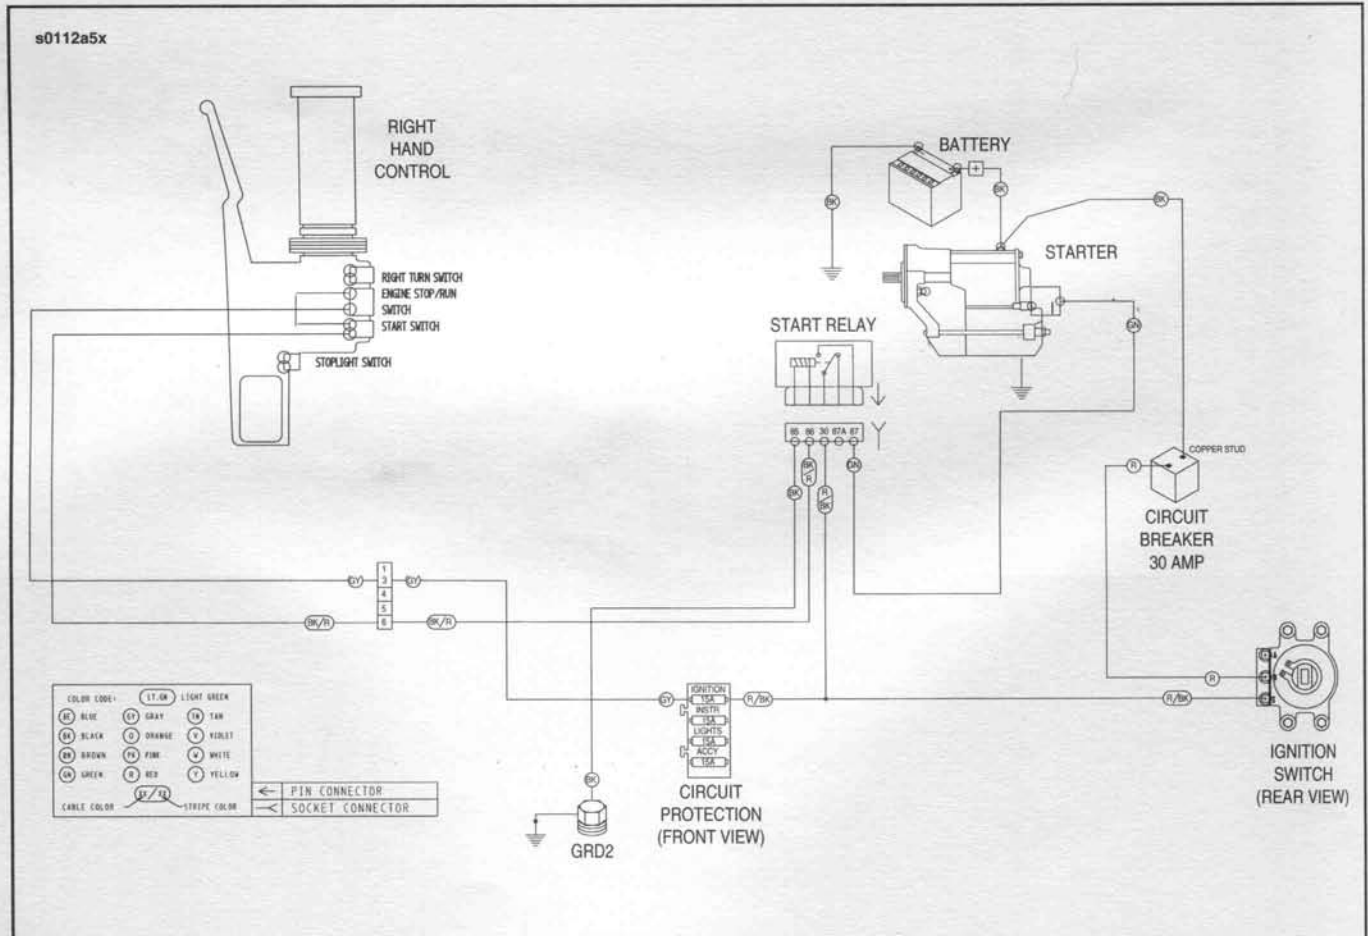 s0112a5x
RIGHT
HAND
CONTROL
RIGHT TURN SWITCH
ENGINE STOP/RUN
SWITCH
START SWITCH
STOPLIGHT SWITCH
BATTERY
+
BK
BK
BK
STARTER
GN
START RELAY
85 86 30 87A 87
BK
BK/R
R/BK
GN
COPPER STUD
R
CIRCUIT
BREAKER
30 AMP
1
GY 3 GY
4
5
BK/R 6 BK/R
R
R/BK
IGNITION
SWITCH
(REAR VIEW)
GY
IGNITION
15A
R/BK
INSTR
15A
LIGHTS
15A
ACCY
15A
CIRCUIT
PROTECTION
(FRONT VIEW)
BK
GRD2
COLOR CODE: LT.GN LIGHT GREEN
BE BLUE GY GRAY TN TAN
BK BLACK O ORANGE V VIOLET
BN BROWN PK PINK W WHITE
GN GREEN R RED Y YELLOW
CABLE COLOR STRIPE COLOR
PIN CONNECTOR
SOCKET CONNECTOR